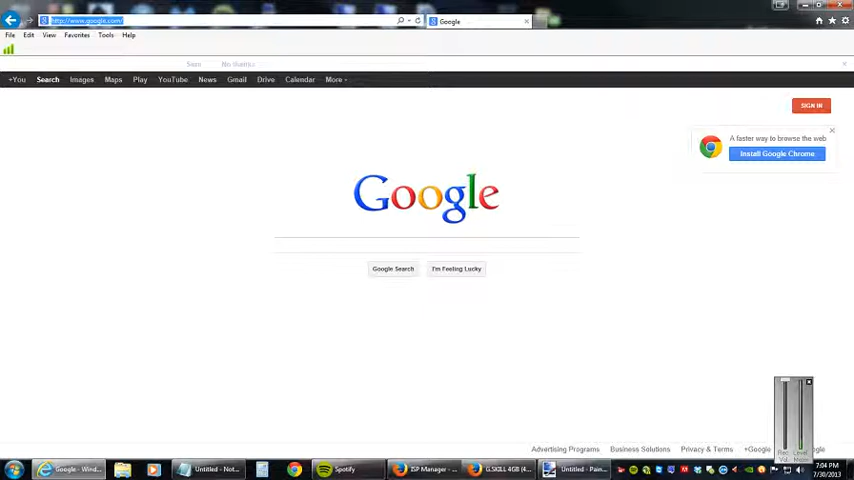 http://www.google.com/
Google
File Edit View Favorites Tools Help
No thanks
+You Search Images Maps Play YouTube News Gmail Drive Calendar More
SIGN IN
A faster way to browse the web
Install Google Chrome
Google
Google Search I'm Feeling Lucky
Advertising Programs Business Solutions Privacy & Terms +Google
Google - Wind... Untitled - Not... Spotify ZSP Manager - ... G.SKILL 4GB (4... Untitled - Pain...
7:04 PM
7/30/2013